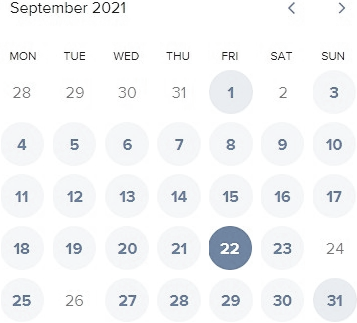 September 2021
MON TUE WED THU FRI SAT SUN
28 29 30 31 1 2 3
4 5 6 7 8 9 10
11 12 13 14 15 16 17
18 19 20 21 22 23 24
25 26 27 28 29 30 31